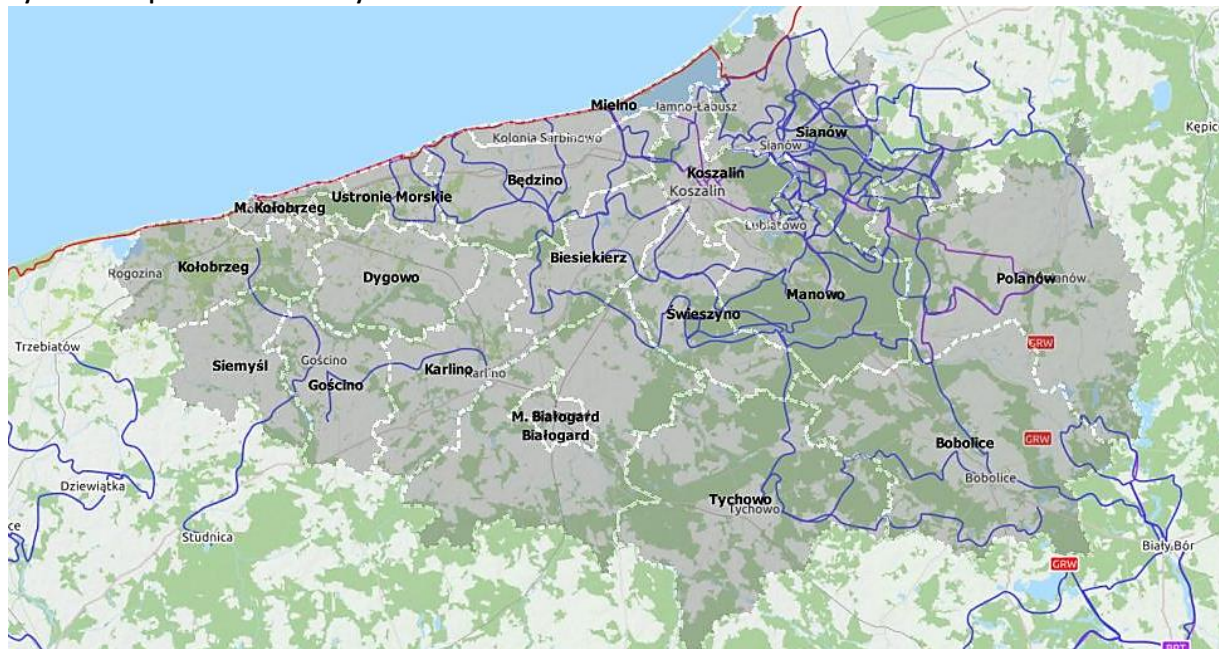 Mielno
Jamno-Łabusz
Kępic
Sianów
Kolonia Sarbinowo
Sianów
Koszalin
Będzino
Koszalin
Ustronie Morskie
M. Kołobrzeg
Lubiatowo
Biesiekierz
Kołobrzeg
Rogozina
Dygowo
Polanów
Manowo
Świeszyno
Trzebiatów
GRW
Gościno
Siemyśl
Karlino
Karlino
Gościno
M. Białogard
Białogard
GRW
Bobolice
Bobolice
Dziewiątka
Tychowo
Tychowo
ce
Studnica
Biały Bór
GRW